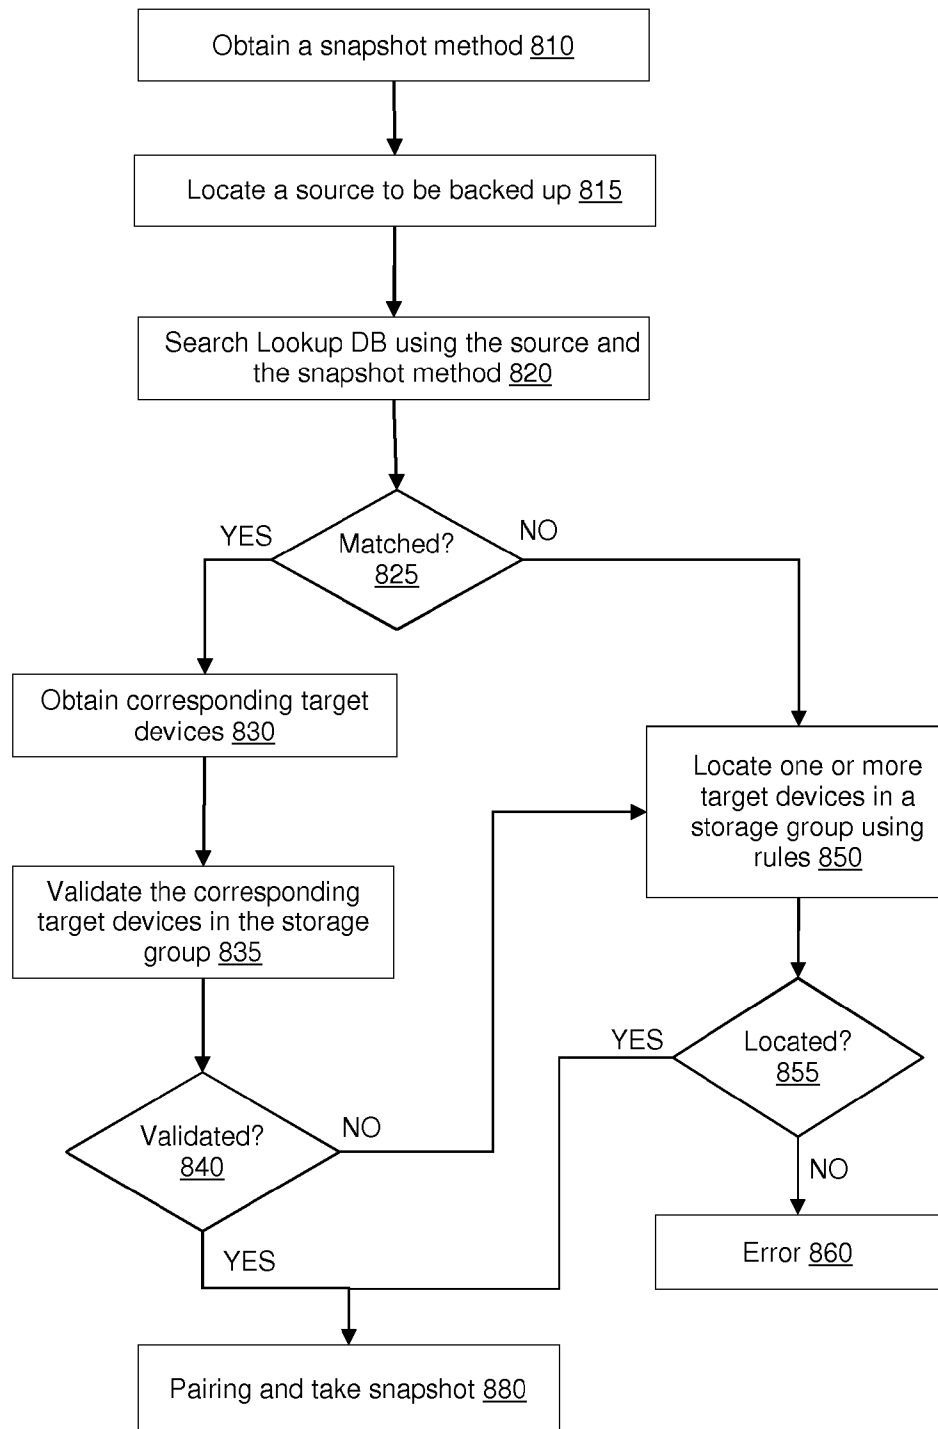 Obtain a snapshot method 810
Locate a source to be backed up 815
Search Lookup DB using the source and
the snapshot method 820
YES
Matched?
825
NO
Obtain corresponding target
devices 830
Locate one or more
target devices in a
storage group using
rules 850
Validate the corresponding
target devices in the storage
group 835
YES
Located?
855
Validated?
840
NO
NO
YES
Error 860
Pairing and take snapshot 880